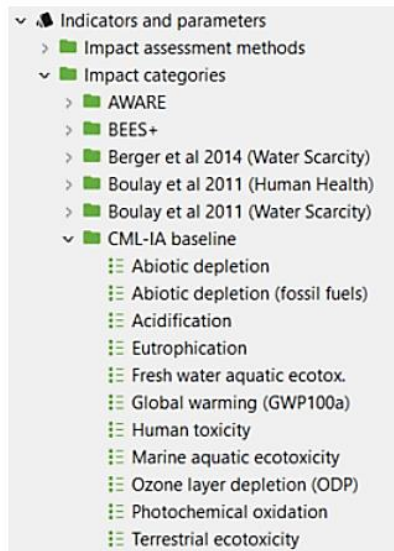 Indicators and parameters
Impact assessment methods
Impact categories
AWARE
BEES+
Berger et al 2014 (Water Scarcity)
Boulay et al 2011 (Human Health)
Boulay et al 2011 (Water Scarcity)
CML-IA baseline
Abiotic depletion
Abiotic depletion (fossil fuels)
Acidification
Eutrophication
Fresh water aquatic ecotox.
Global warming (GWP100a)
Human toxicity
Marine aquatic ecotoxicity
Ozone layer depletion (ODP)
Photochemical oxidation
Terrestrial ecotoxicity